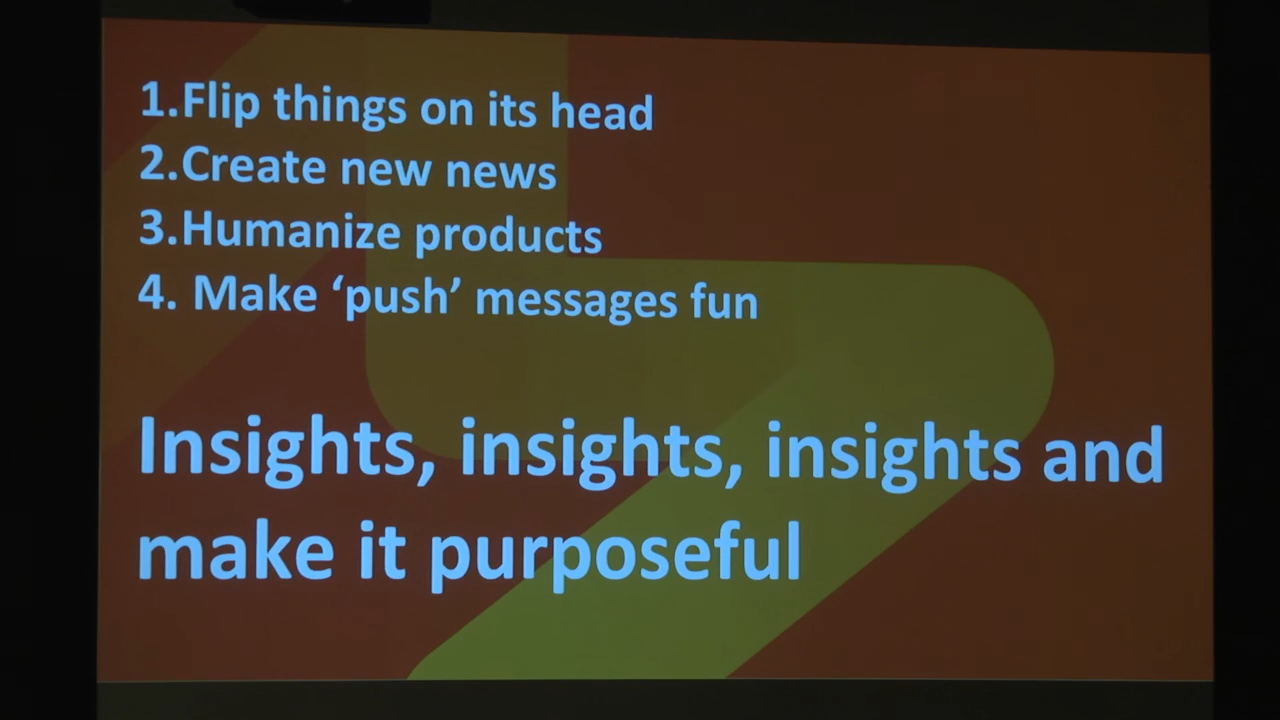 1.Flip things on its head
2.Create new news
3.Humanize products
4. Make ‘push’ messages fun
Insights, insights, insights and
make it purposeful